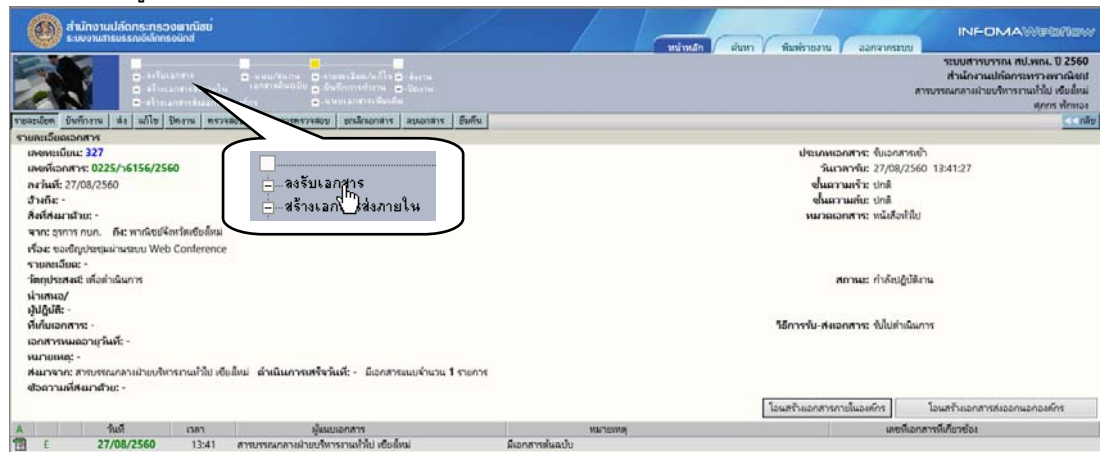 สำนักงานปลัดกระทรวงพาณิชย์
ระบบงานสารบรรณอิเล็กทรอนิกส์
INFOMAWebflow
หน้าหลัก ค้นหา พิมพ์รายงาน ออกจากระบบ
ระบบสารบรรณ สป.พณ. ปี 2560
สำนักงานปลัดกระทรวงพาณิชย์
สารบรรณกลางฝ่ายบริหารงานทั่วไป เชียงใหม่
ศุภกร ฟักทอง
ลงรับเอกสาร
รายละเอียด บันทึกงาน ส่ง แก้ไข ปิดงาน ยกเลิกเอกสาร ลบเอกสาร ยืมคืน << กลับ
รายละเอียดเอกสาร
เลขทะเบียน: 327 ประเภทเอกสาร: รับเอกสารเข้า
เลขที่เอกสาร: 0225/ว6156/2560 วันเวลารับ: 27/08/2560 13:41:27
ลงวันที่: 27/08/2560 ชั้นความเร็ว: ปกติ
อ้างถึง: - ชั้นความลับ: ปกติ
สิ่งที่ส่งมาด้วย: - หมวดเอกสาร: หนังสือทั่วไป
จาก: ธุรการ กบก. ถึง: พาณิชย์จังหวัดเชียงใหม่
เรื่อง: ขอเชิญประชุมผ่านระบบ Web Conference
รายละเอียด: -
วัตถุประสงค์: เพื่อดำเนินการ สถานะ: กำลังปฏิบัติงาน
นำเสนอ/
ผู้ปฏิบัติ: -
ที่เก็บเอกสาร: - วิธีการรับ-ส่งเอกสาร: รับไปดำเนินการ
เอกสารหมดอายุวันที่: -
หมายเหตุ: -
ส่งมาจาก: สารบรรณกลางฝ่ายบริหารงานทั่วไป เชียงใหม่ ดำเนินการเสร็จวันที่: - มีเอกสารแนบจำนวน 1 รายการ
ข้อความที่ส่งมาด้วย: -
ลงรับเอกสาร
สร้างเอกสารส่งภายใน
โอนสร้างเอกสารภายในองค์กร โอนสร้างเอกสารส่งออกนอกองค์กร
A วันที่ เวลา ผู้แนบเอกสาร หมายเหตุ เลขที่เอกสารที่เกี่ยวข้อง
E 27/08/2560 13:41 สารบรรณกลางฝ่ายบริหารงานทั่วไป เชียงใหม่ มีเอกสารต้นฉบับ